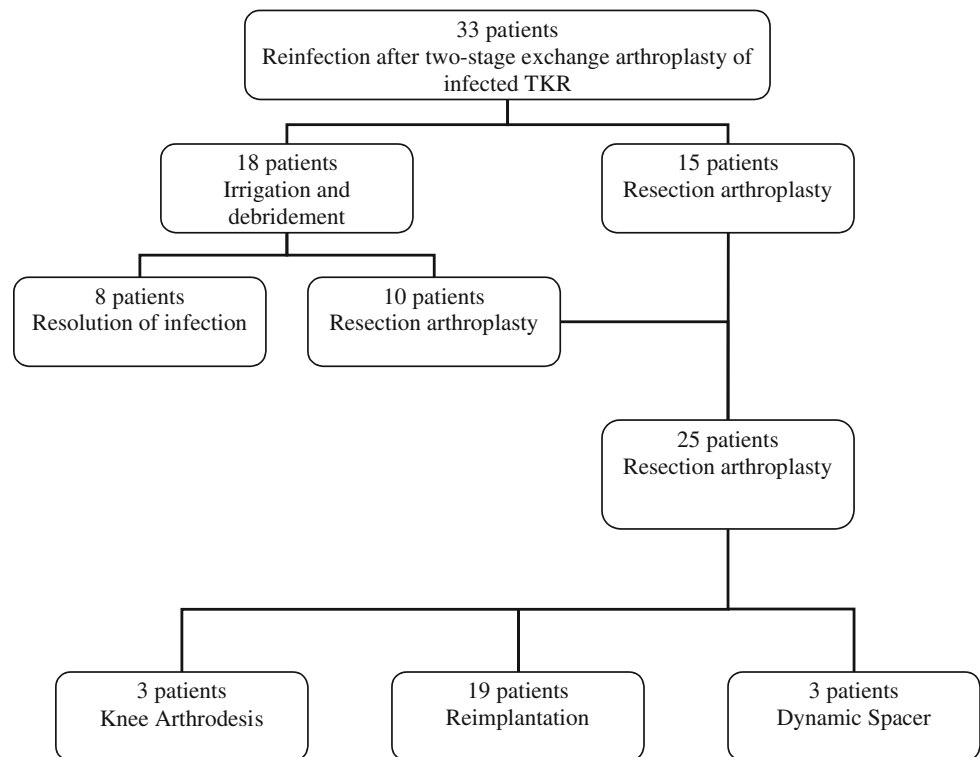 33 patients
Reinfection after two-stage exchange arthroplasty of
infected TKR
18 patients
Irrigation and
debridement
15 patients
Resection arthroplasty
8 patients
Resolution of infection
10 patients
Resection arthroplasty
25 patients
Resection arthroplasty
3 patients
Knee Arthrodesis
19 patients
Reimplantation
3 patients
Dynamic Spacer